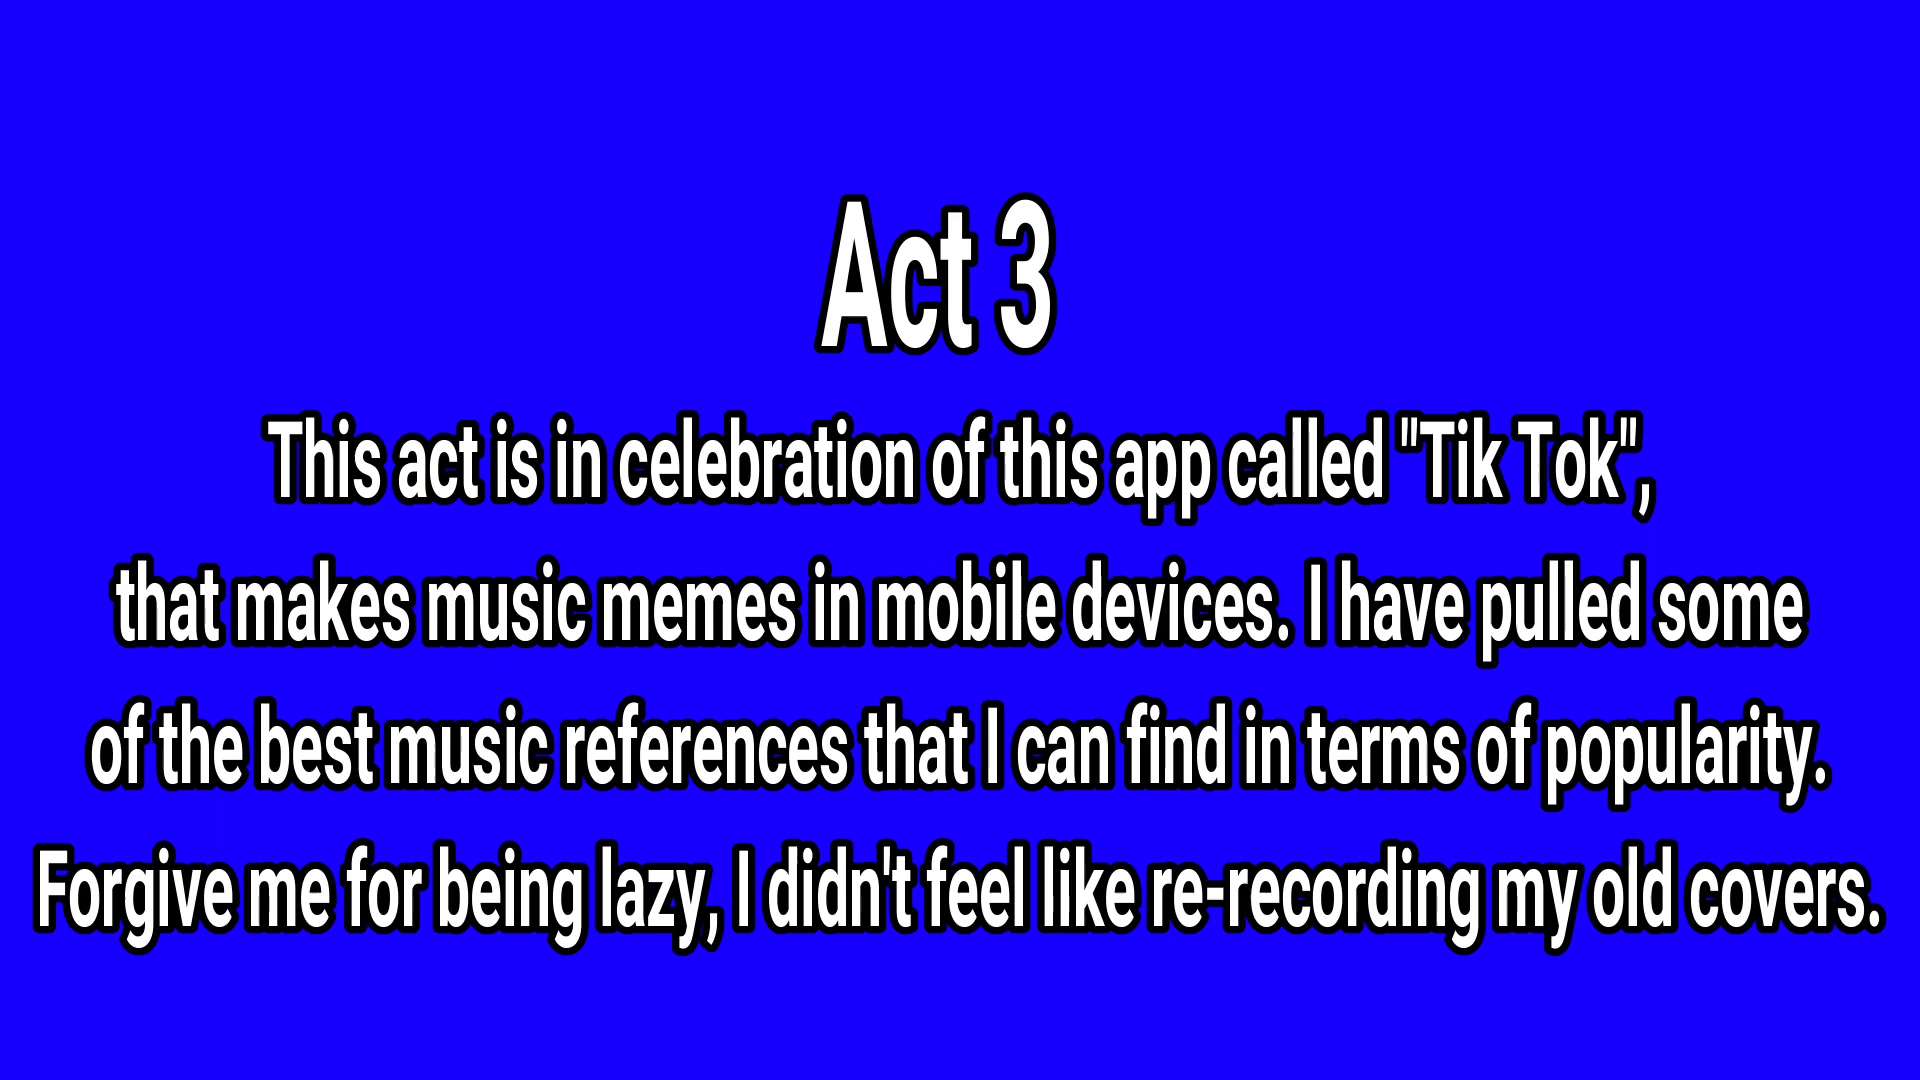 Act 3
This act is in celebration of this app called "Tik Tok",
that makes music memes in mobile devices. I have pulled some
of the best music references that I can find in terms of popularity.
Forgive me for being lazy, I didn't feel like re-recording my old covers.